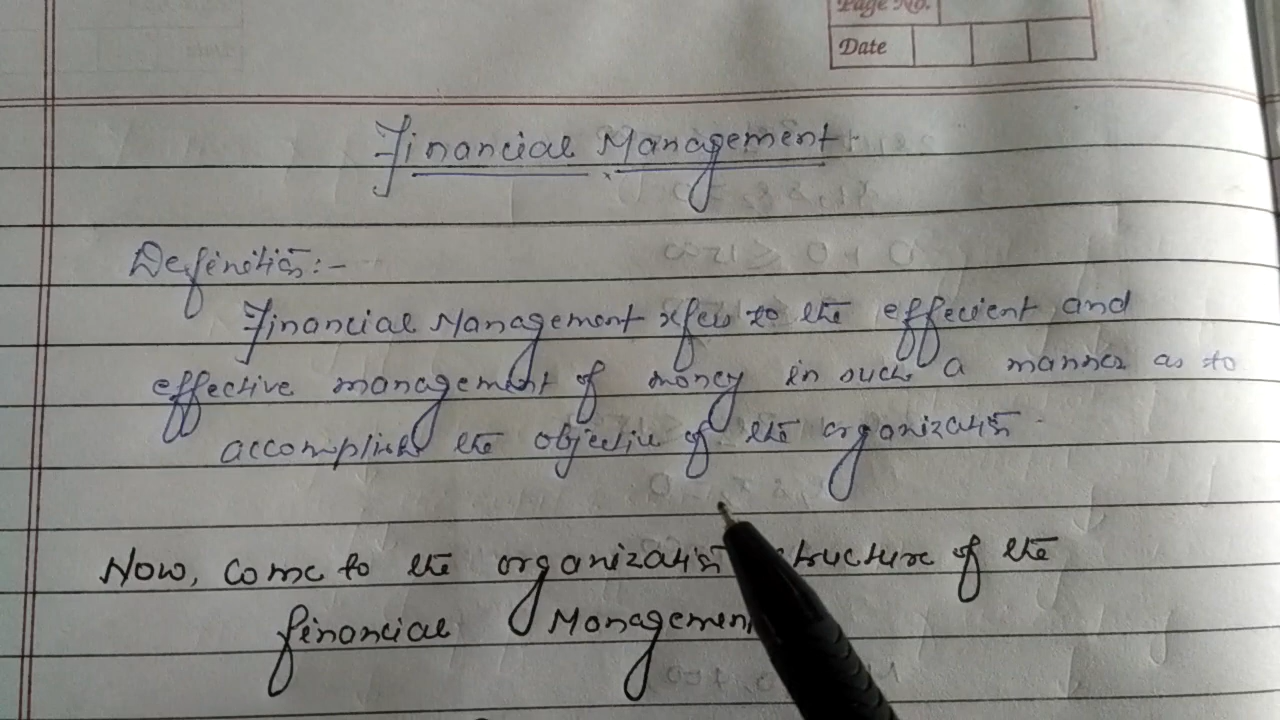 Page No.
Date
Financial Management
Definition:-
Financial Management refers to the effecient and
effective management of money in such a manner as to
accomplish the objective of the organization.
Now, come to the organization structure of the
financial Management